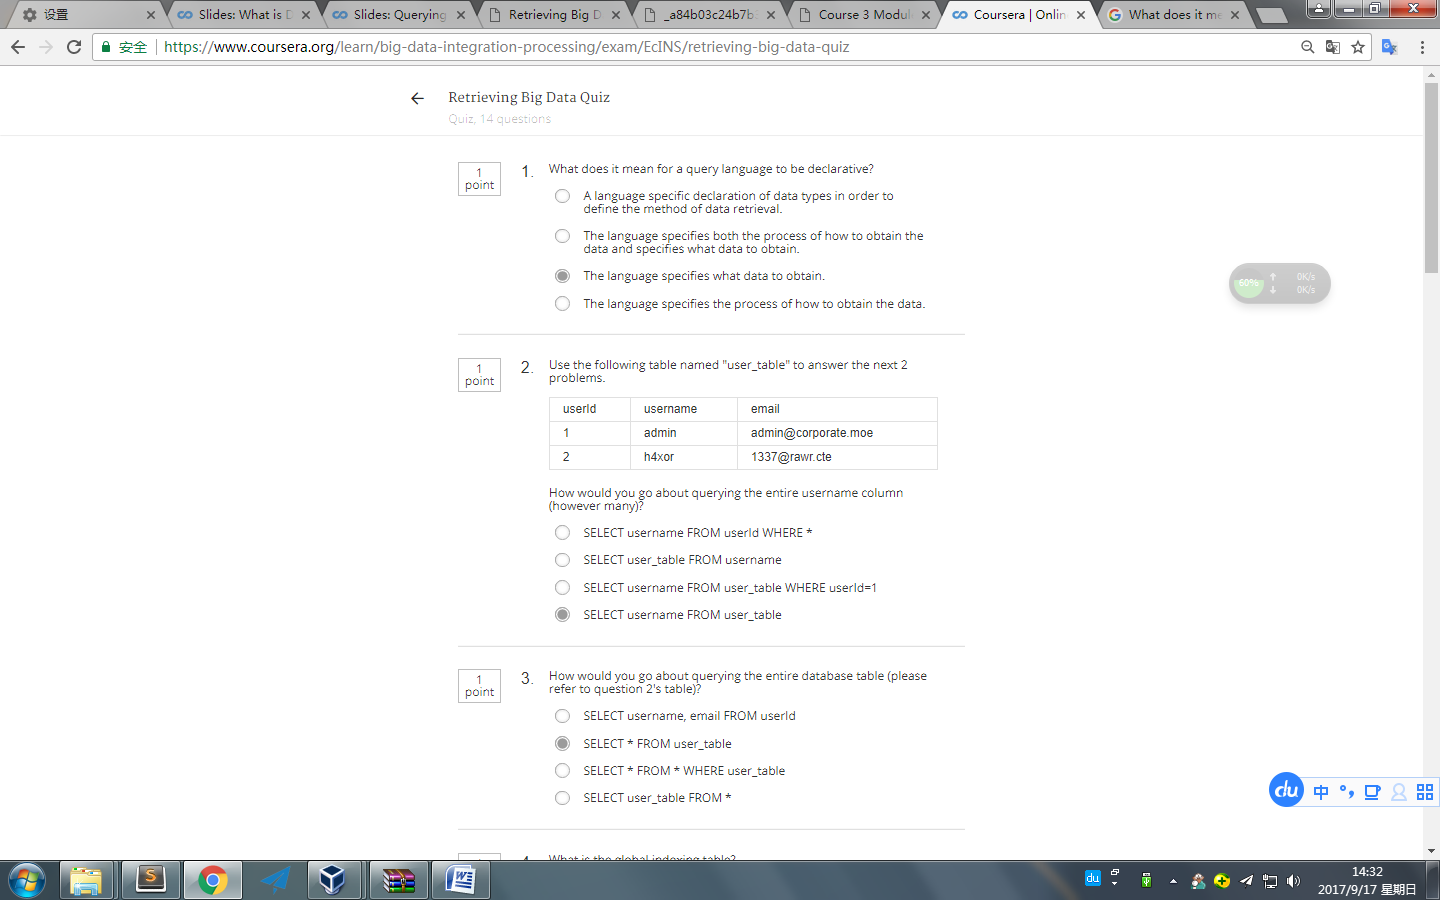 设置
Slides: What is D
Slides: Querying
Retrieving Big D
_a84b03c24b7b
Course 3 Modul
Coursera | Onlin
What does it me
安全
https://www.coursera.org/learn/big-data-integration-processing/exam/EcINS/retrieving-big-data-quiz
Retrieving Big Data Quiz
Quiz, 14 questions
1 point
1. What does it mean for a query language to be declarative?
A language specific declaration of data types in order to
define the method of data retrieval.
The language specifies both the process of how to obtain the
data and specifies what data to obtain.
The language specifies what data to obtain.
The language specifies the process of how to obtain the data.
60%
0K/s
0K/s
1 point
2. Use the following table named "user_table" to answer the next 2
problems.
userId username email
1 admin admin@corporate.moe
2 h4xor 1337@rawr.cte
How would you go about querying the entire username column
(however many)?
SELECT username FROM userId WHERE *
SELECT user_table FROM username
SELECT username FROM user_table WHERE userId=1
SELECT username FROM user_table
1 point
3. How would you go about querying the entire database table (please
refer to question 2's table)?
SELECT username, email FROM userId
SELECT * FROM user_table
SELECT * FROM * WHERE user_table
SELECT user_table FROM *
du 中
4. What is the global indexing table?
du
14:32
2017/9/17 星期日